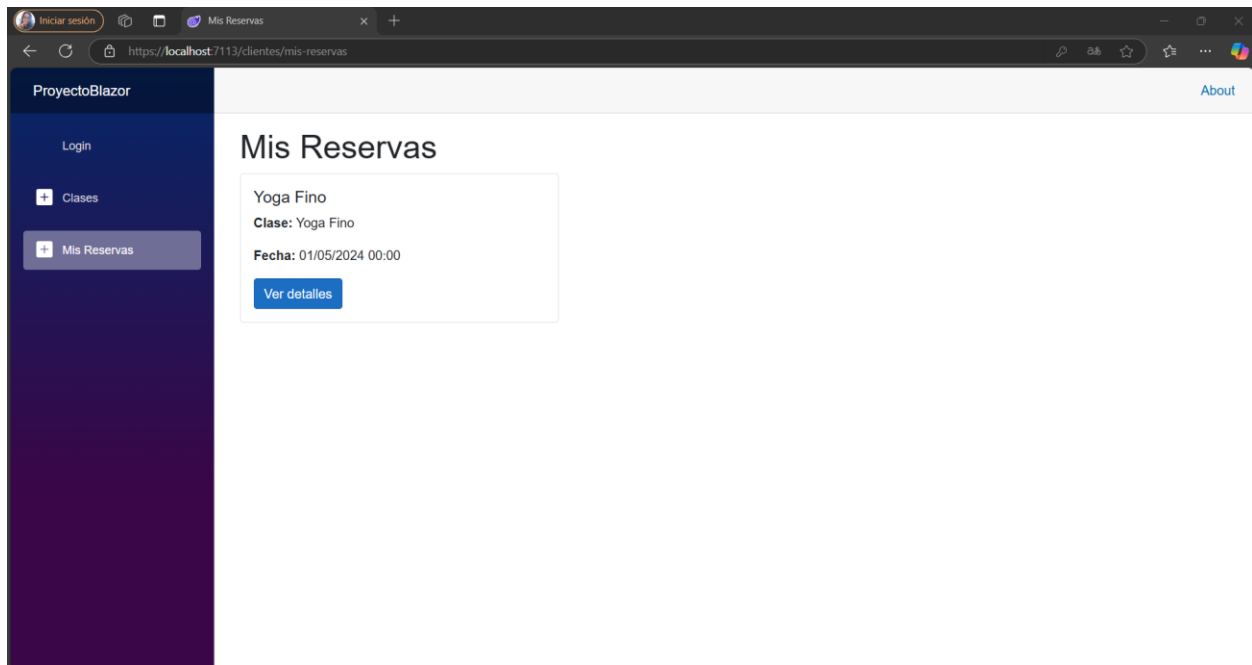 Iniciar sesión
Mis Reservas
https://localhost:7113/clientes/mis-reservas
ProyectoBlazor
About
Login
Clases
Mis Reservas
Mis Reservas
Yoga Fino
Clase: Yoga Fino
Fecha: 01/05/2024 00:00
Ver detalles